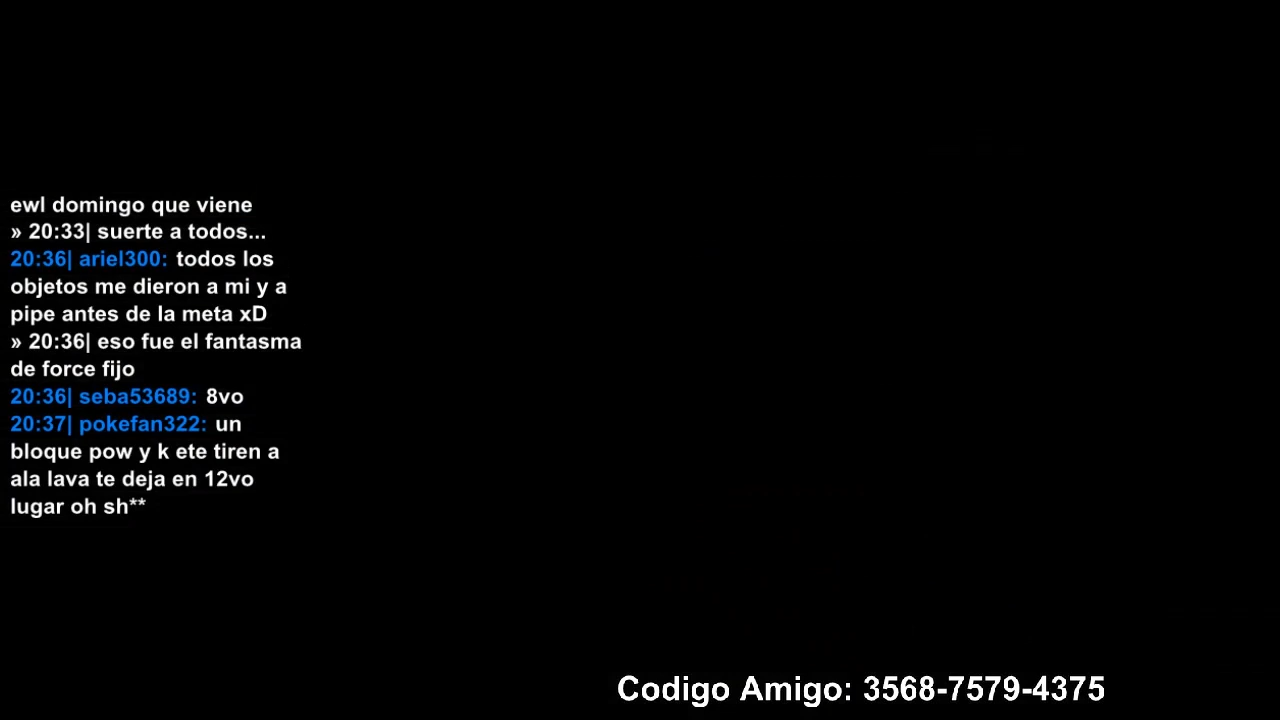 ewl domingo que viene
» 20:33| suerte a todos...
20:36| ariel300: todos los
objetos me dieron a mi y a
pipe antes de la meta xD
» 20:36| eso fue el fantasma
de force fijo
20:36| seba53689: 8vo
20:37| pokefan322: un
bloque pow y k ete tiren a
ala lava te deja en 12vo
lugar oh sh**
Codigo Amigo: 3568-7579-4375